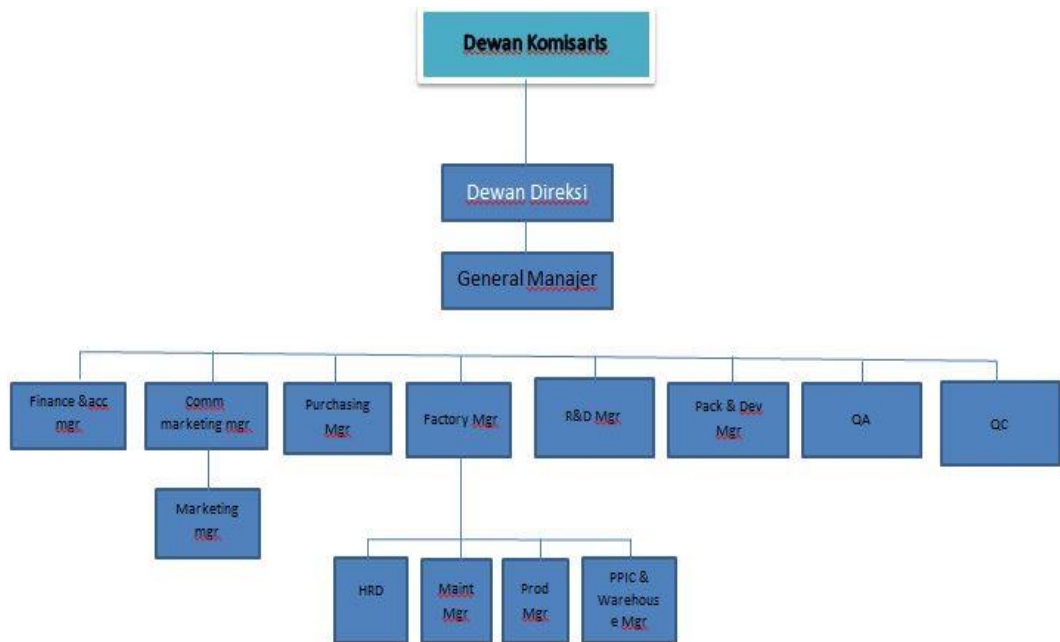 Dewan Komisaris
Dewan Direksi
General Manajer
Finance &acc
mgr.
Comm
marketing mgr.
Purchasing
Mgr
Factory Mgr
R&D Mgr
Pack & Dev
Mgr
QA
QC
Marketing
mgr.
HRD
Maint
Mgr
Prod
Mgr
PPIC &
Warehous
e Mgr